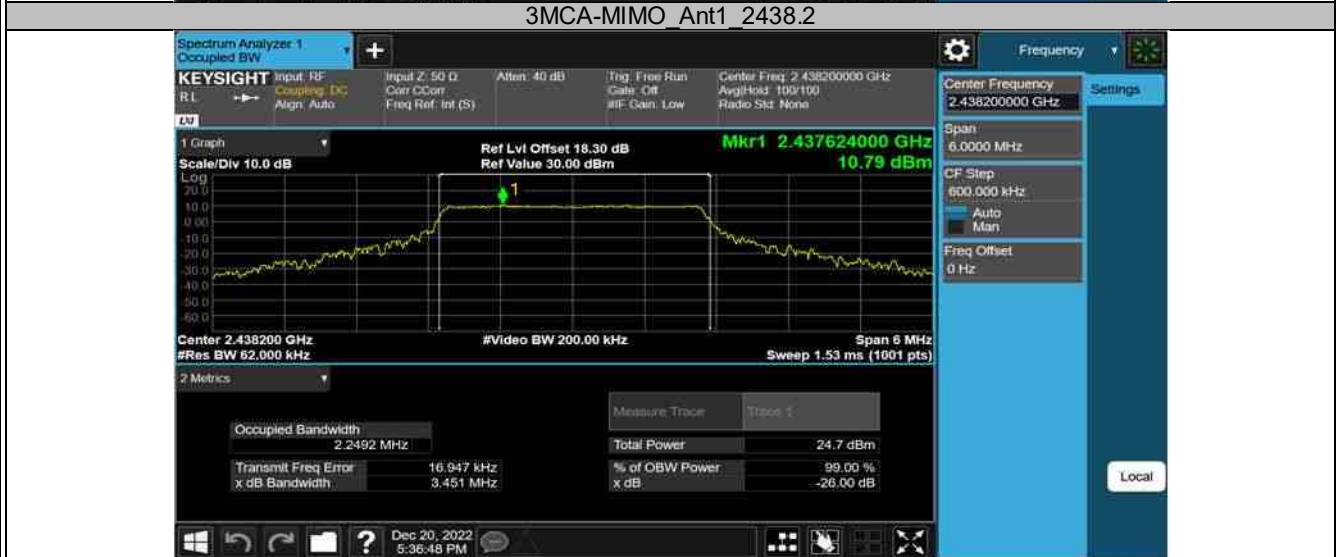 3MCA-MIMO_Ant1_2438.2
Spectrum Analyzer 1
Occupied BW
+
Frequency
KEYSIGHT
RL
Input: RF
Coupling: DC
Align: Auto
Input Z: 50 Ω
Corr CCorr
Freq Ref: Int (S)
Atten: 40 dB
Trig: Free Run
Gate: Off
#IF Gain: Low
Center Freq: 2.438200000 GHz
Avg|Hold: 100/100
Radio Std: None
LXI
Center Frequency
2.438200000 GHz
Settings
Span
6.0000 MHz
CF Step
600.000 kHz
Auto
Man
Freq Offset
0 Hz
1 Graph
Scale/Div 10.0 dB
Ref Lvl Offset 18.30 dB
Ref Value 30.00 dBm
Mkr1 2.437624000 GHz
10.79 dBm
Log
20.0
10.0
0.00
-10.0
-20.0
-30.0
-40.0
-50.0
-60.0
1
Center 2.438200 GHz
#Res BW 62.000 kHz
#Video BW 200.00 kHz
Span 6 MHz
Sweep 1.53 ms (1001 pts)
2 Metrics
Measure Trace
Trace 1
Occupied Bandwidth
2.2492 MHz
Total Power
24.7 dBm
Transmit Freq Error
16.947 kHz
% of OBW Power
99.00 %
x dB Bandwidth
3.451 MHz
x dB
-26.00 dB
Local
?
Dec 20, 2022
5:36:48 PM